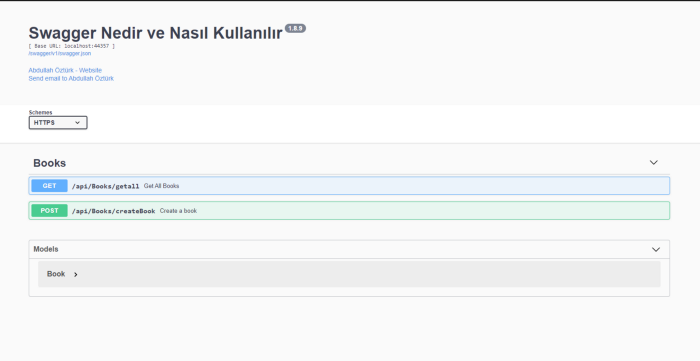 Swagger Nedir ve Nasıl Kullanılır 1.8.9
[ Base URL: localhost:44357 ]
/swagger/v1/swagger.json
Abdullah Öztürk - Website
Send email to Abdullah Öztürk
Schemes
HTTPS
Books
GET /api/Books/getall Get All Books
POST /api/Books/createBook Create a book
Models
Book